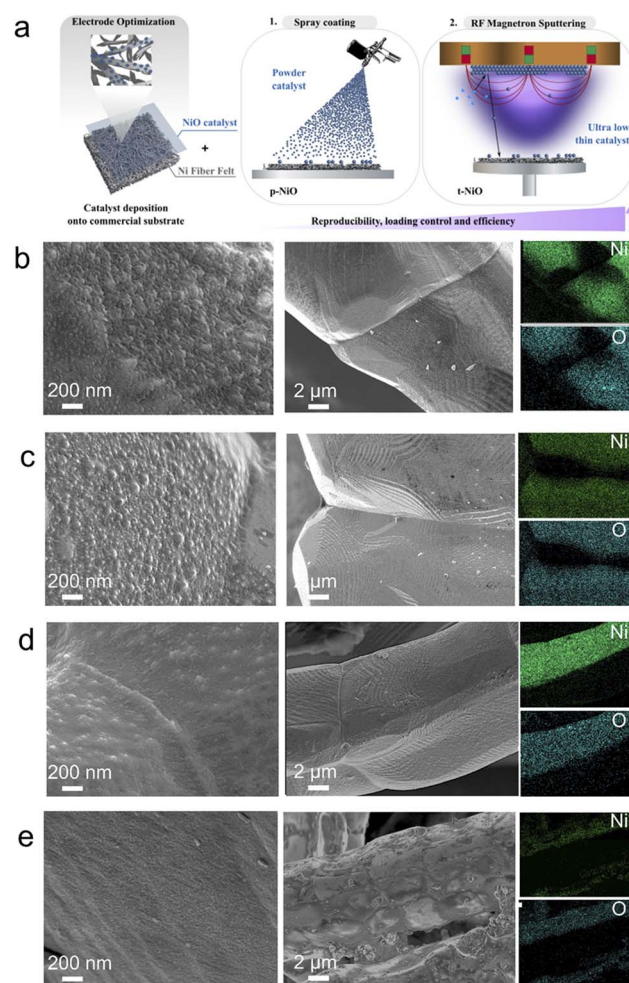 a
Electrode Optimization
NiO catalyst
+
Ni Fiber Felt
Catalyst deposition
onto commercial substrate
1.
Spray coating
Powder
catalyst
p-NiO
2.
RF Magnetron Sputtering
Ultra low
thin catalyst
t-NiO
Reproducibility, loading control and efficiency
b
200 nm
2 µm
Ni
O
c
200 nm
µm
Ni
O
d
200 nm
2 µm
Ni
O
e
200 nm
2 µm
Ni
O